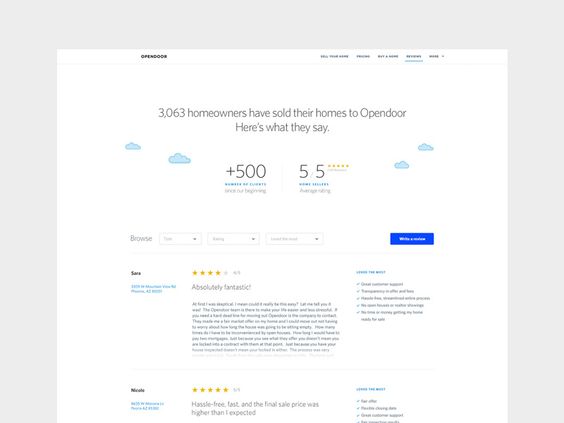 OPENDOOR
SELL YOUR HOME PRICING BUY A HOME REVIEWS MORE
3,063 homeowners have sold their homes to Opendoor
Here's what they say.
+500
NUMBER OF CLIENTS
since our beginning
5/5
HOME SELLERS
Average rating
Browse
Type
Rating
Loved the most
Write a review
Sara
3939 W Mountain View Rd
Phoenix, AZ 85051
4/5
Absolutely fantastic!
At first I was skeptical. I mean could it really be this easy? Let me tell you it
was! The Opendoor team is there to make your life easier and less stressful. If
you need a hard dead line for moving out Opendoor is the company to contact.
They made me a fair market offer on my home and I could move out not having
to worry about how long the house was going to be sitting empty. How many
times do I have to be inconvenienced by open houses. How long would I have to
pay two mortgages. Just because you see what they offer you doesn't mean you
are locked into a contract with them at that point. Just because you have your
house inspected doesn't mean your locked in either. The process was very
LOVED THE MOST
Great customer support
Transparency in offer and fees
Hassle-free, streamlined entire process
No open houses or realtor showings
No time or money getting my home
ready for sale
Nicole
5/5
Hassle-free, fast, and the final sale price was
higher than I expected
LOVED THE MOST
Fair offer
Flexible closing date
Great customer support